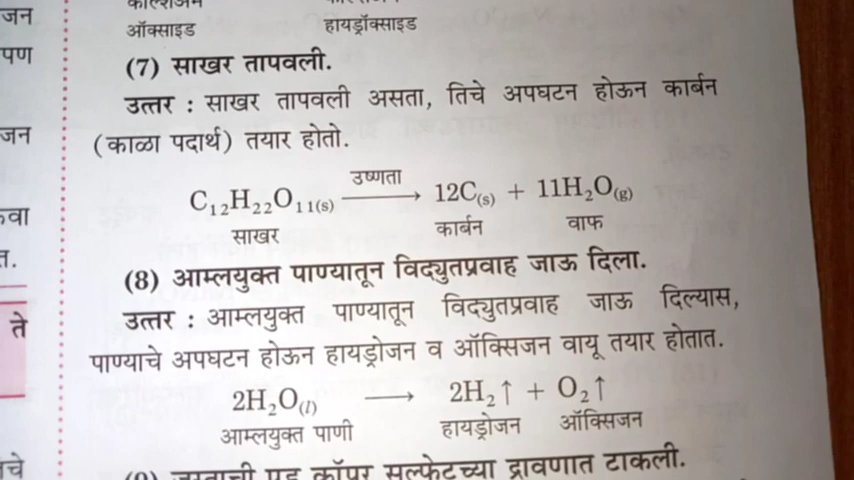 जन
पण
जन
त.
ते
ऑक्साइड हायड्रॉक्साइड
(7) साखर तापवली.
उत्तर : साखर तापवली असता, तिचे अपघटन होऊन कार्बन
(काळा पदार्थ) तयार होतो.
उष्णता
C₁₂H₂₂O₁₁₍ₛ₎ ⟶ 12C₍ₛ₎ + 11H₂O₍g₎
साखर कार्बन वाफ
(8) आम्लयुक्त पाण्यातून विद्युतप्रवाह जाऊ दिला.
उत्तर : आम्लयुक्त पाण्यातून विद्युतप्रवाह जाऊ दिल्यास,
पाण्याचे अपघटन होऊन हायड्रोजन व ऑक्सिजन वायू तयार होतात.
2H₂O₍l₎ ⟶ 2H₂↑ + O₂↑
आम्लयुक्त पाणी हायड्रोजन ऑक्सिजन
(9) जस्ताची पूड कॉपर सल्फेटच्या द्रावणात टाकली.